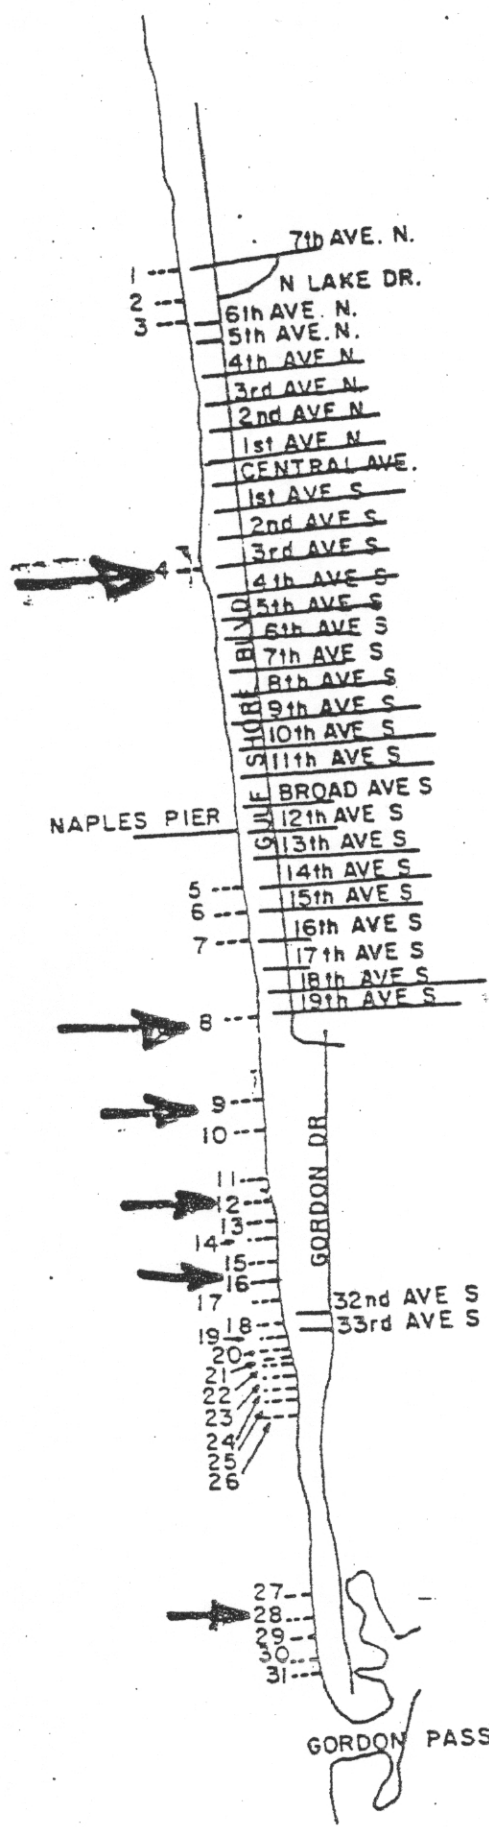 7th AVE. N.
1
N LAKE DR.
2
6th AVE. N.
3
5th AVE. N.
4th AVE N
3rd AVE N
2nd AVE N
1st AVE N
CENTRAL AVE.
1st AVE S
2nd AVE S
3rd AVE S
4
4th AVE S
5th AVE S
6th AVE S
7th AVE S
8th AVE S
9th AVE S
10th AVE S
11th AVE S
GULF SHORE BLVD
BROAD AVE S
NAPLES PIER
12th AVE S
13th AVE S
14th AVE S
5
15th AVE S
6
16th AVE S
7
17th AVE S
18th AVE S
19th AVE S
8
9
10
GORDON DR
11
12
13
14
15
16
32nd AVE S
17
33rd AVE S
18
19
20
21
22
23
24
25
26
27
28
29
30
31
GORDON PASS